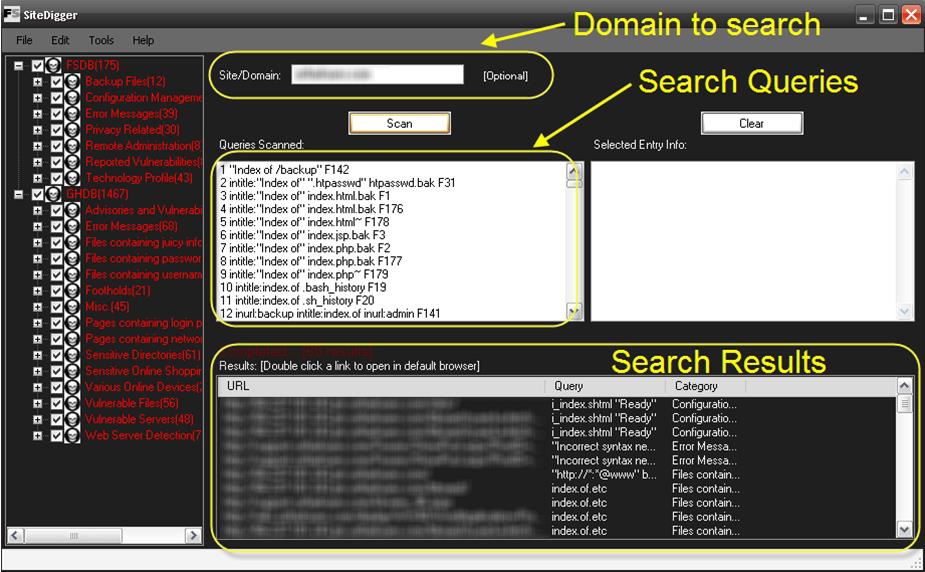 SiteDigger
Domain to search
File Edit Tools Help
FSDB(175)
Backup Files(12)
Configuration Manageme
Error Messages(39)
Privacy Related(30)
Remote Administration(8
Reported Vulnerabilities(
Technology Profile(43)
GHDB(1467)
Advisories and Vulnerabi
Error Messages(68)
Files containing juicy info
Files containing passwor
Files containing usernam
Footholds(21)
Misc.(45)
Pages containing login p
Pages containing networ
Sensitive Directories(61)
Sensitive Online Shoppin
Various Online Devices(2
Vulnerable Files(56)
Vulnerable Servers(48)
Web Server Detection(7
Site/Domain: [Optional]
Search Queries
Scan Clear
Queries Scanned: Selected Entry Info:
1 "Index of /backup" F142
2 intitle:"Index of" ".htpasswd" htpasswd.bak F31
3 intitle:"Index of" index.html.bak F1
4 intitle:"Index of" index.html.bak F176
5 intitle:"Index of" index.html~ F178
6 intitle:"Index of" index.jsp.bak F3
7 intitle:"Index of" index.php.bak F2
8 intitle:"Index of" index.php.bak F177
9 intitle:"Index of" index.php~ F179
10 intitle:index.of .bash_history F19
11 intitle:index.of .sh_history F20
12 inurl:backup intitle:index.of inurl:admin F141
Search Results
Results: [Double click a link to open in default browser]
URL Query Category
i_index.shtml "Ready" Configuratio...
i_index.shtml "Ready" Configuratio...
i_index.shtml "Ready" Configuratio...
"Incorrect syntax ne... Error Messa...
"Incorrect syntax ne... Error Messa...
"http://*:*@www" b... Files contain...
index.of.etc Files contain...
index.of.etc Files contain...
index.of.etc Files contain...
index.of.etc Files contain...